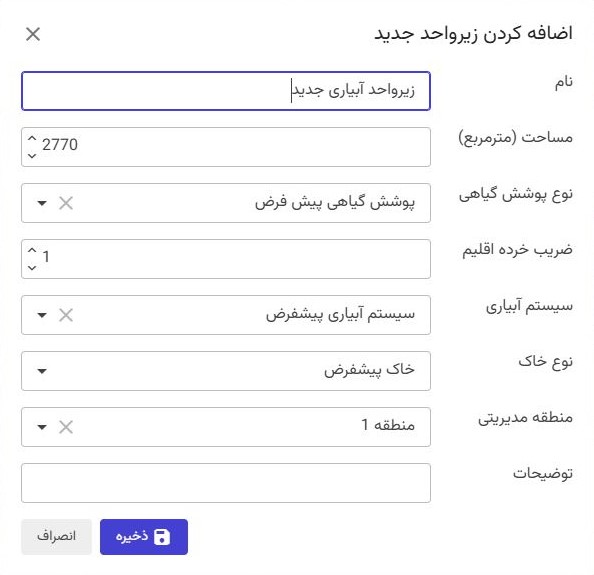 اضافه کردن زیرواحد جدید
نام
زیرواحد آبیاری جدید
مساحت (مترمربع)
2770
نوع پوشش گیاهی
پوشش گیاهی پیش فرض
ضریب خرده اقلیم
1
سیستم آبیاری
سیستم آبیاری پیشفرض
نوع خاک
خاک پیشفرض
منطقه مدیریتی
منطقه 1
توضیحات
ذخیره
انصراف